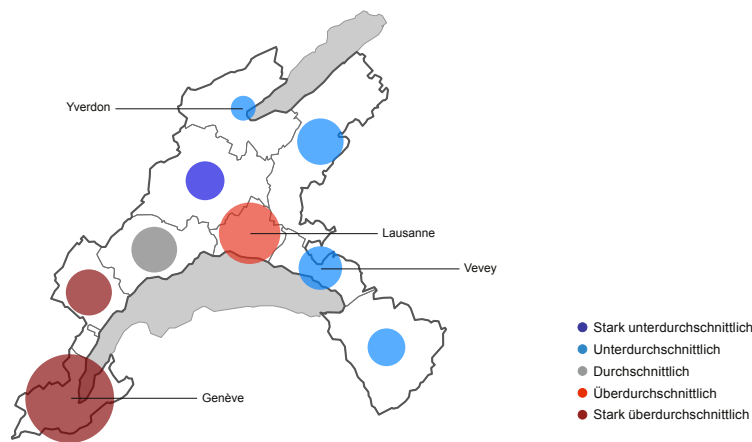 Yverdon
Lausanne
Vevey
Stark unterdurchschnittlich
Unterdurchschnittlich
Durchschnittlich
Überdurchschnittlich
Genève
Stark überdurchschnittlich